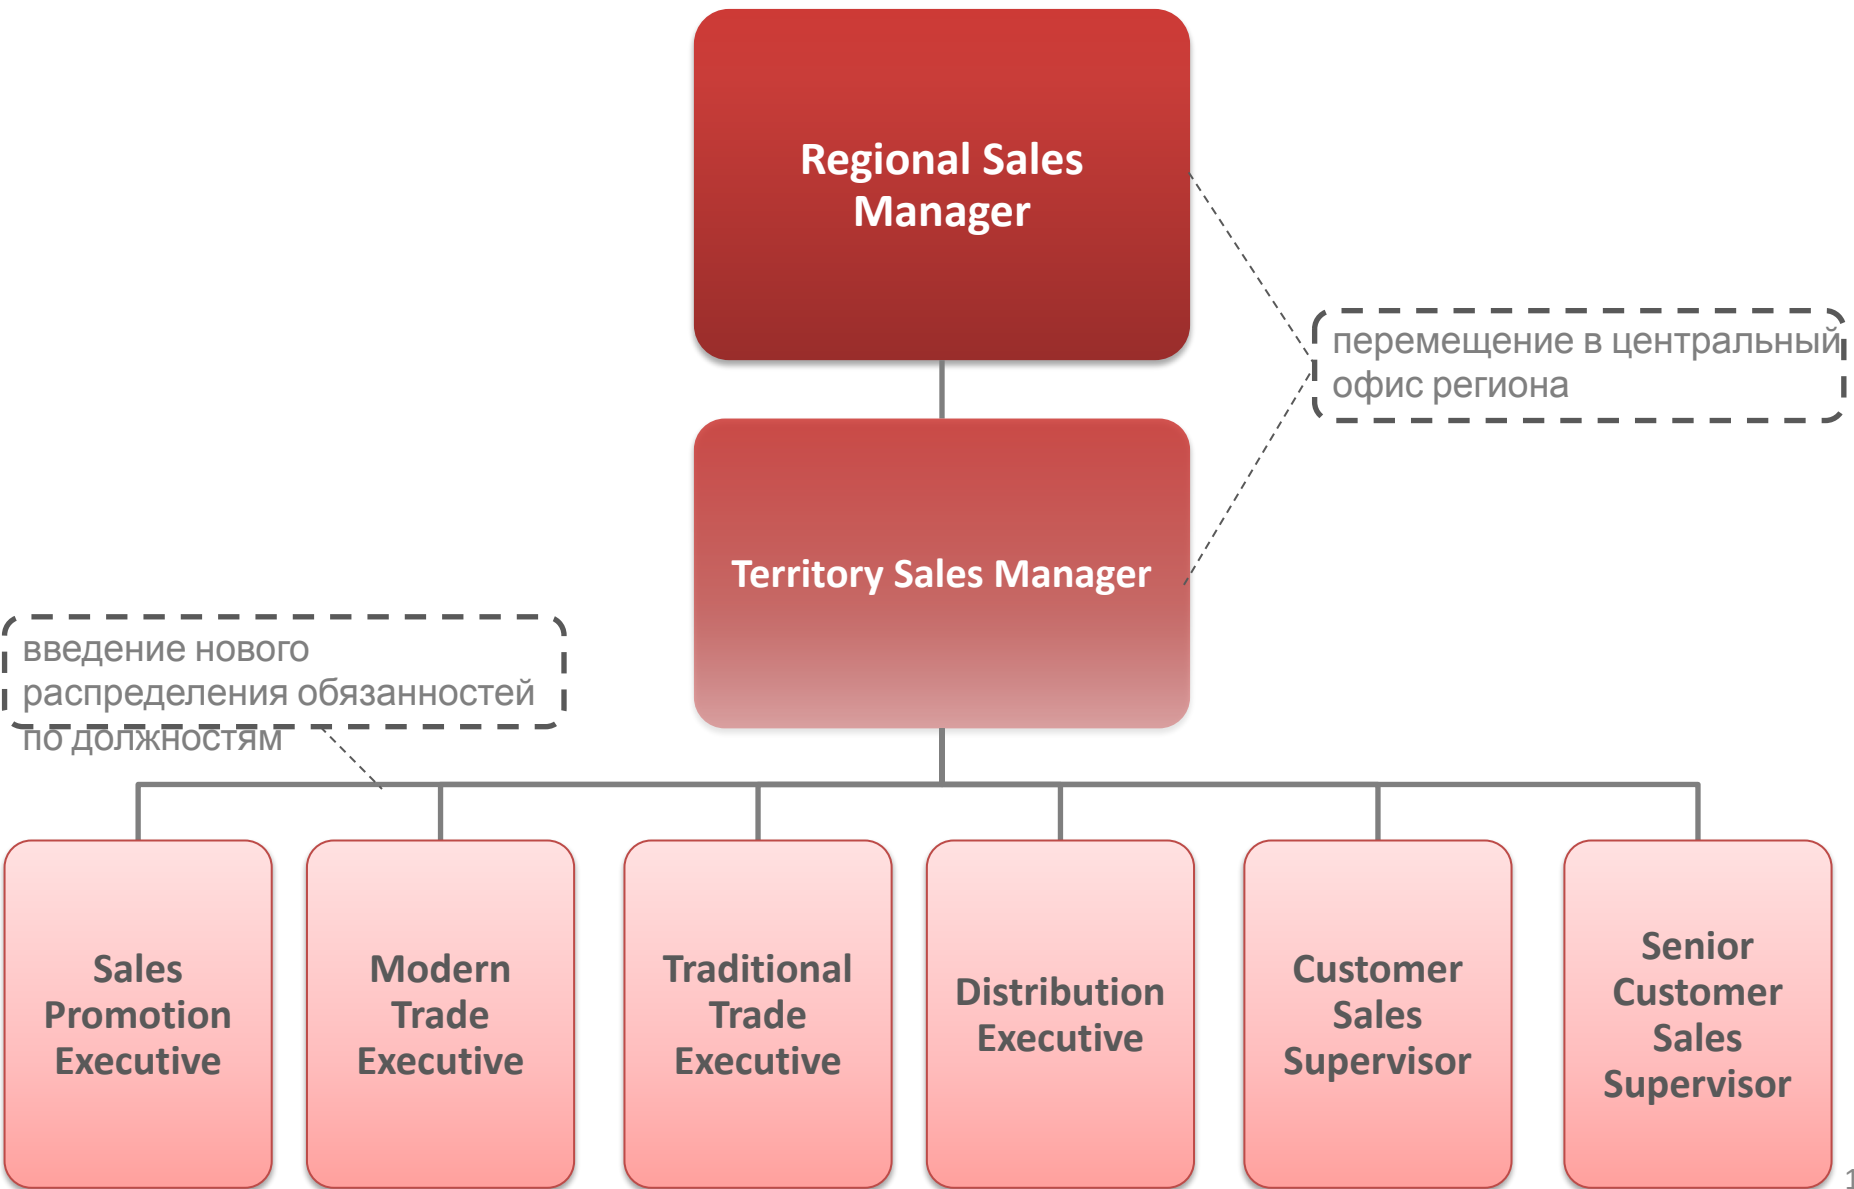 Regional Sales
Manager
перемещение в центральный
офис региона
Territory Sales Manager
введение нового
распределения обязанностей
по должностям
Sales
Promotion
Executive
Modern
Trade
Executive
Traditional
Trade
Executive
Distribution
Executive
Customer
Sales
Supervisor
Senior
Customer
Sales
Supervisor
1